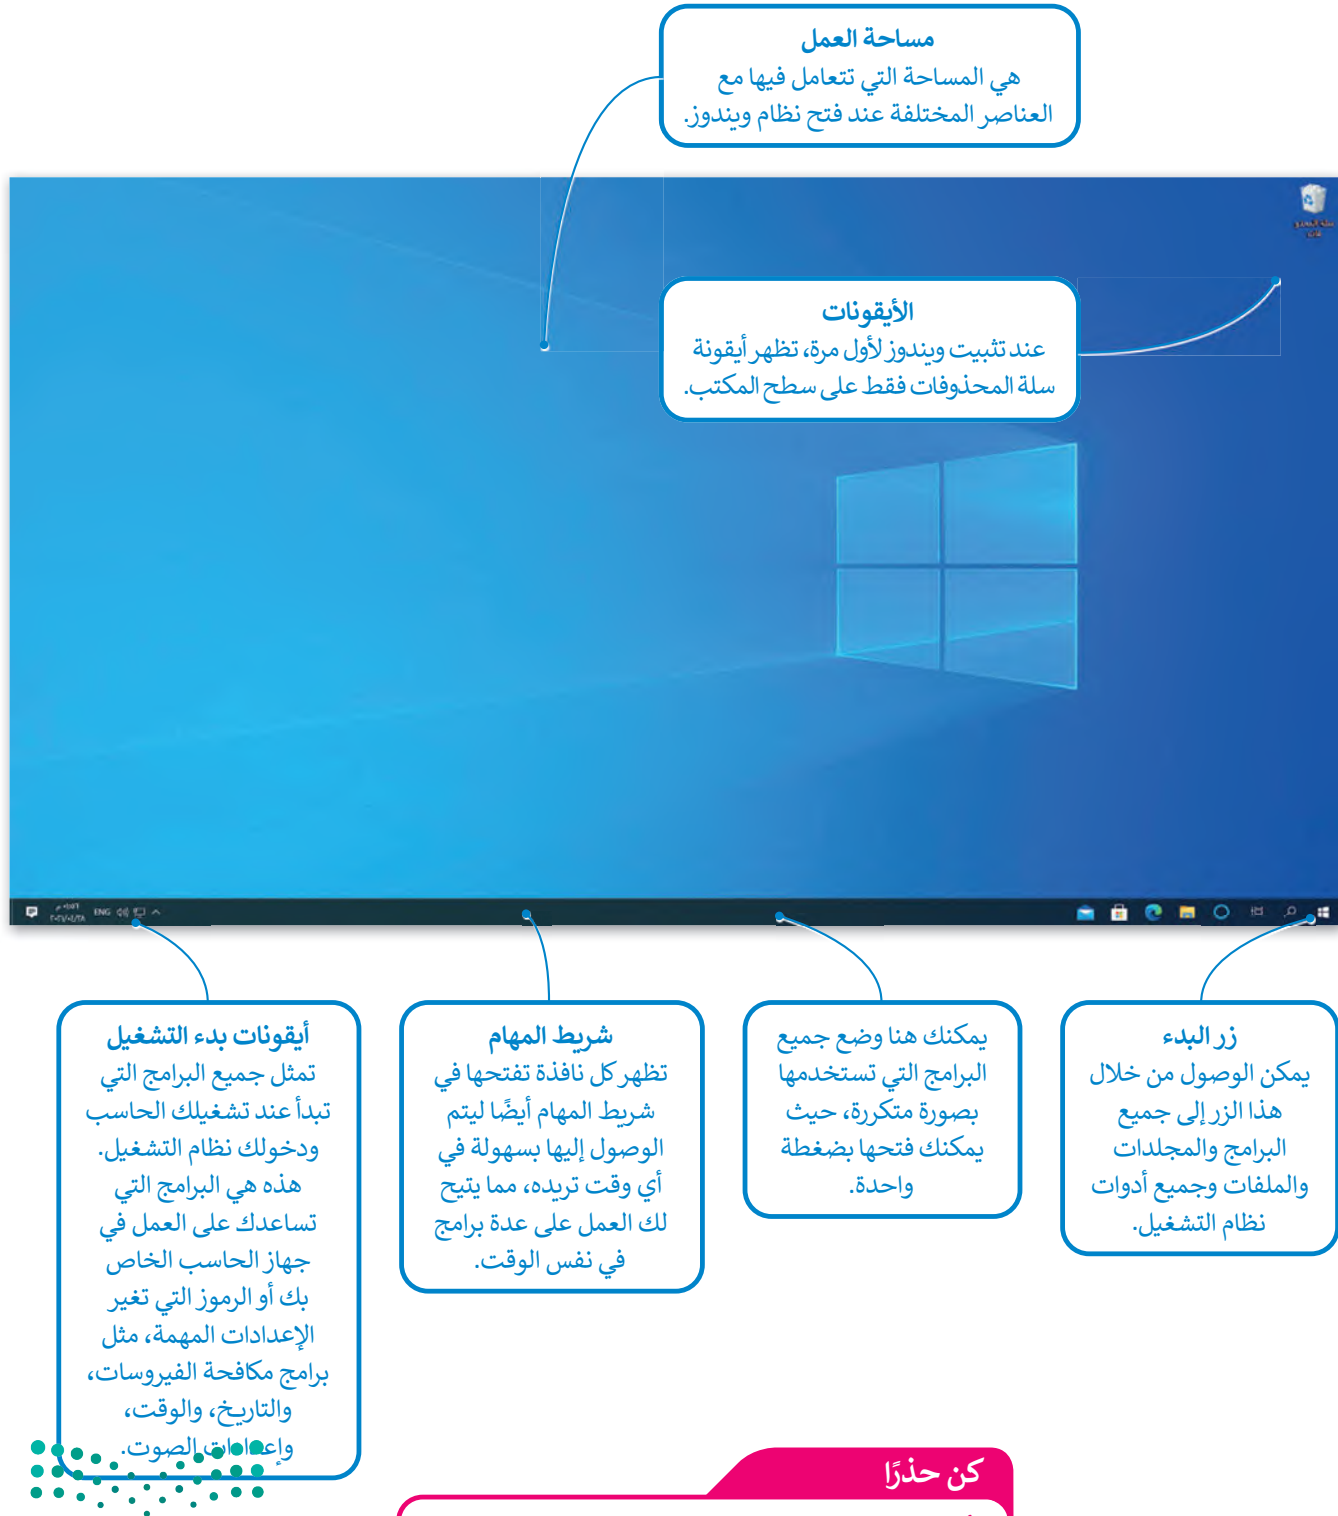 مساحة العمل
هي المساحة التي تتعامل فيها مع
العناصر المختلفة عند فتح نظام ويندوز.
الأيقونات
عند تثبيت ويندوز لأول مرة، تظهر أيقونة
سلة المحذوفات فقط على سطح المكتب.
ENG
زر البدء
يمكن الوصول من خلال
هذا الزر إلى جميع
البرامج والمجلدات
والملفات وجميع أدوات
نظام التشغيل.
يمكنك هنا وضع جميع
البرامج التي تستخدمها
بصورة متكررة، حيث
يمكنك فتحها بضغطة
واحدة.
شريط المهام
تظهر كل نافذة تفتحها في
شريط المهام أيضًا ليتم
الوصول إليها بسهولة في
أي وقت تريده، مما يتيح
لك العمل على عدة برامج
في نفس الوقت.
أيقونات بدء التشغيل
تمثل جميع البرامج التي
تبدأ عند تشغيلك الحاسب
ودخولك نظام التشغيل.
هذه هي البرامج التي
تساعدك على العمل في
جهاز الحاسب الخاص
بك أو الرموز التي تغير
الإعدادات المهمة، مثل
برامج مكافحة الفيروسات،
والتاريخ، والوقت،
وإعدادات الصوت.
كن حذرًا